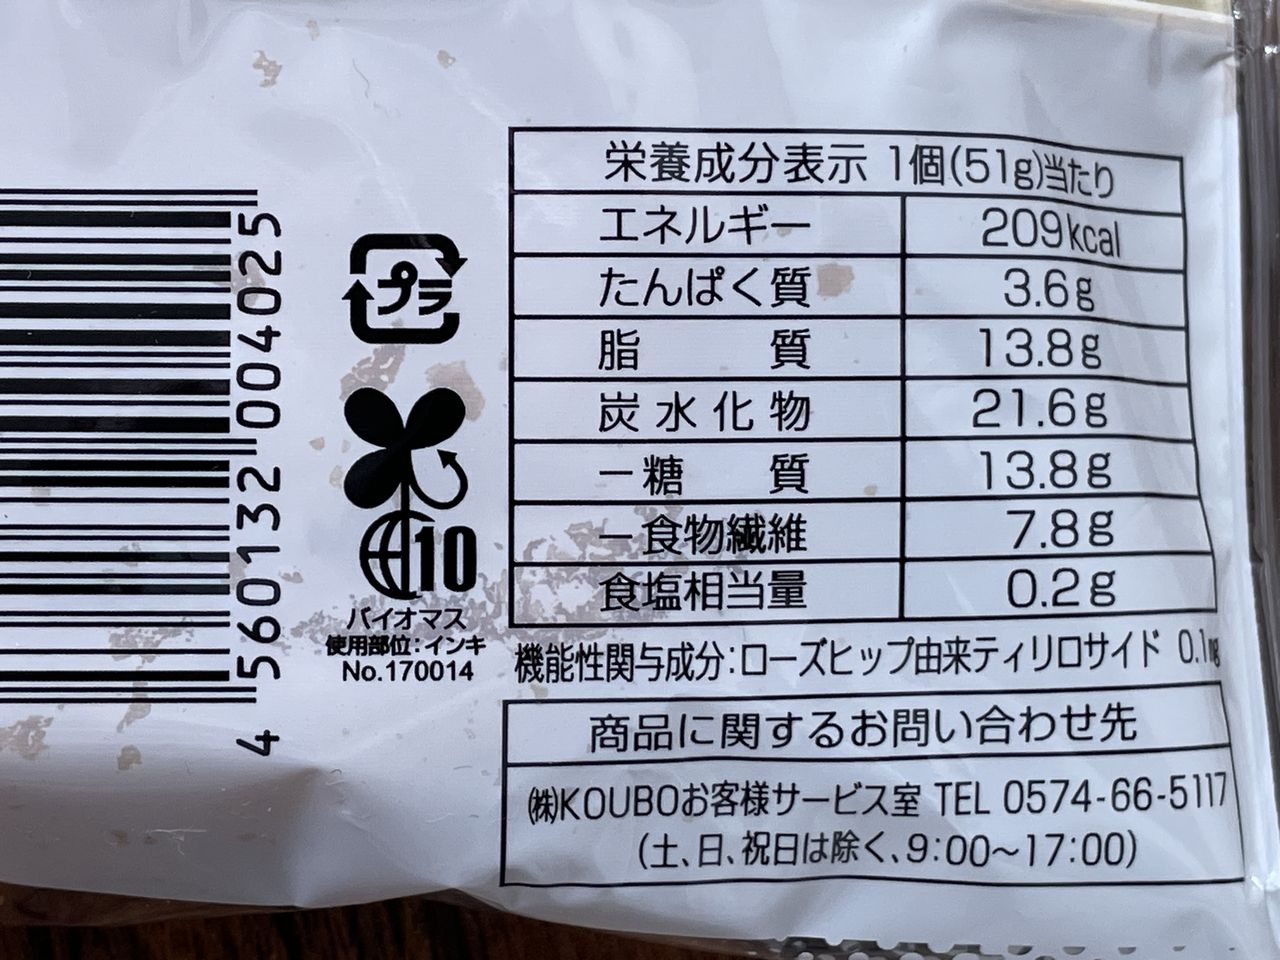 栄養成分表示 1個(51g)当たり
エネルギー 209kcal
たんぱく質 3.6g
脂質 13.8g
炭水化物 21.6g
ー糖質 13.8g
ー食物繊維 7.8g
食塩相当量 0.2g
機能性関与成分:ローズヒップ由来ティリロサイド 0.1mg
商品に関するお問い合わせ先
㈱KOUBOお客様サービス室 TEL 0574-66-5117
(土、日、祝日は除く、9:00~17:00)
プラ
10
バイオマス
使用部位:インキ
No.170014
4 560132 004025